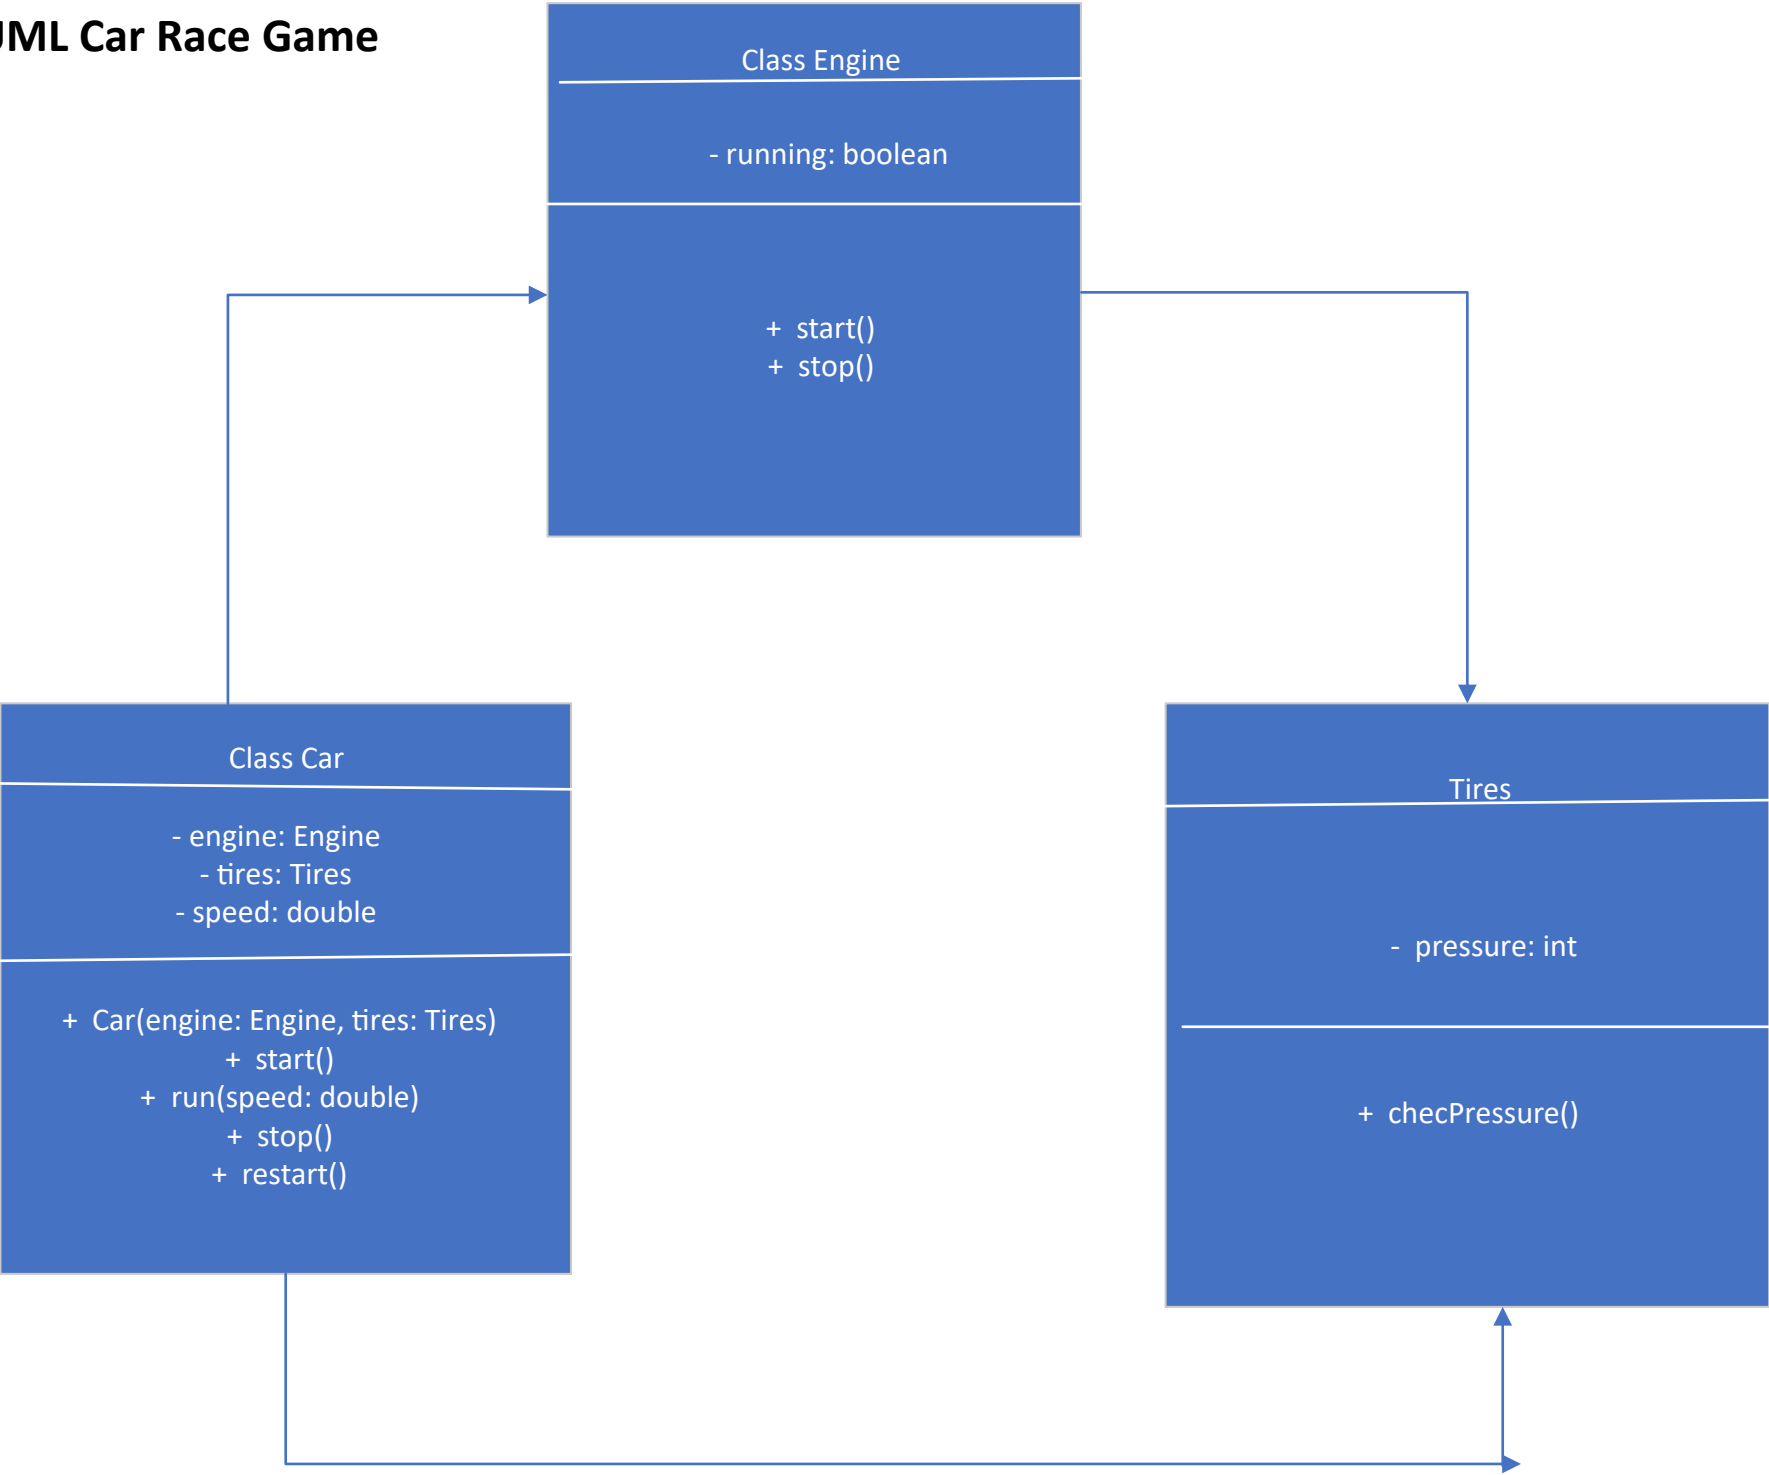 UML Car Race Game
Class Engine
- running: boolean
+ start()
+ stop()
Class Car
- engine: Engine
- tires: Tires
- speed: double
+ Car(engine: Engine, tires: Tires)
+ start()
+ run(speed: double)
+ stop()
+ restart()
Tires
- pressure: int
+ checPressure()